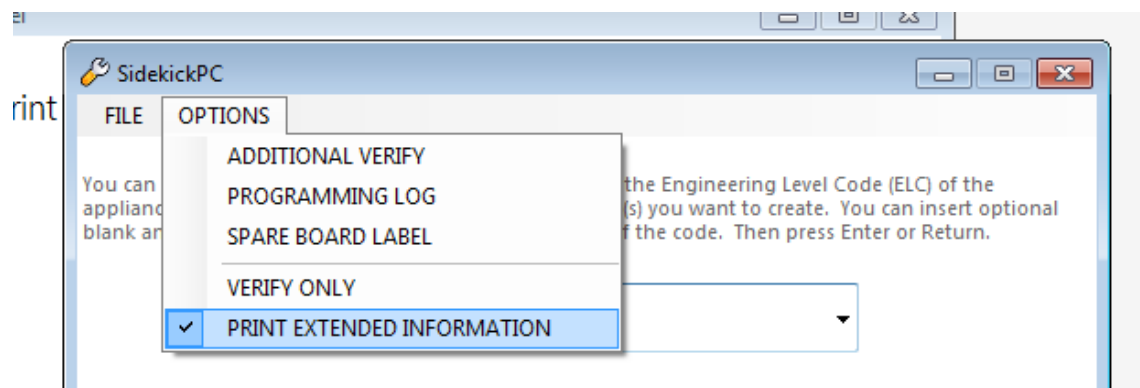 SidekickPC
rint
FILE OPTIONS
ADDITIONAL VERIFY
PROGRAMMING LOG
SPARE BOARD LABEL
VERIFY ONLY
PRINT EXTENDED INFORMATION
You can the Engineering Level Code (ELC) of the
applianc (s) you want to create. You can insert optional
blank an f the code. Then press Enter or Return.